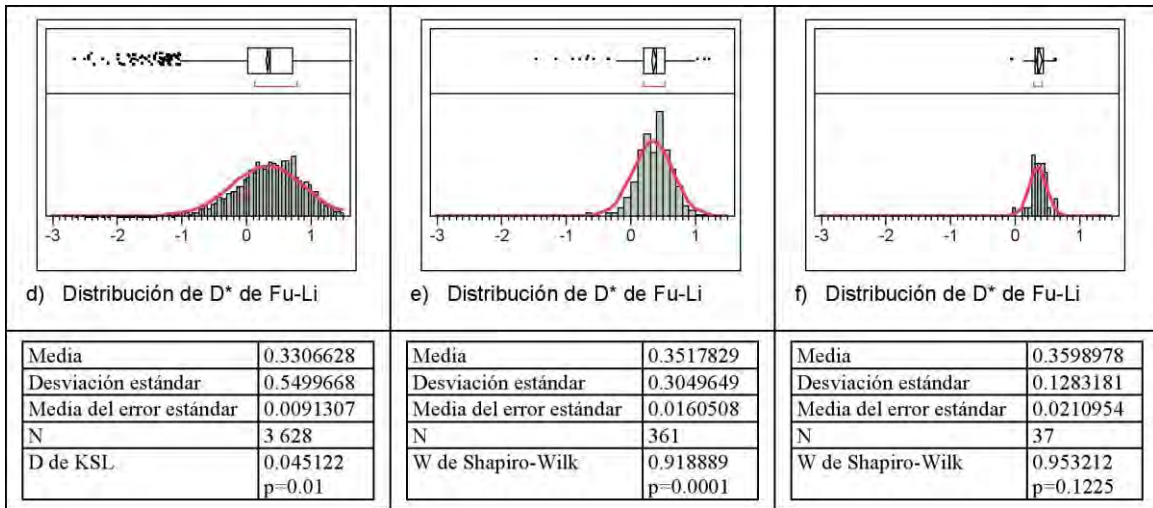 -3 -2 -1 0 1
-3 -2 -1 0 1
-3 -2 -1 0 1
d) Distribución de D* de Fu-Li
e) Distribución de D* de Fu-Li
f) Distribución de D* de Fu-Li
Media 0.3306628
Desviación estándar 0.5499668
Media del error estándar 0.0091307
N 3 628
D de KSL 0.045122
p=0.01
Media 0.3517829
Desviación estándar 0.3049649
Media del error estándar 0.0160508
N 361
W de Shapiro-Wilk 0.918889
p=0.0001
Media 0.3598978
Desviación estándar 0.1283181
Media del error estándar 0.0210954
N 37
W de Shapiro-Wilk 0.953212
p=0.1225